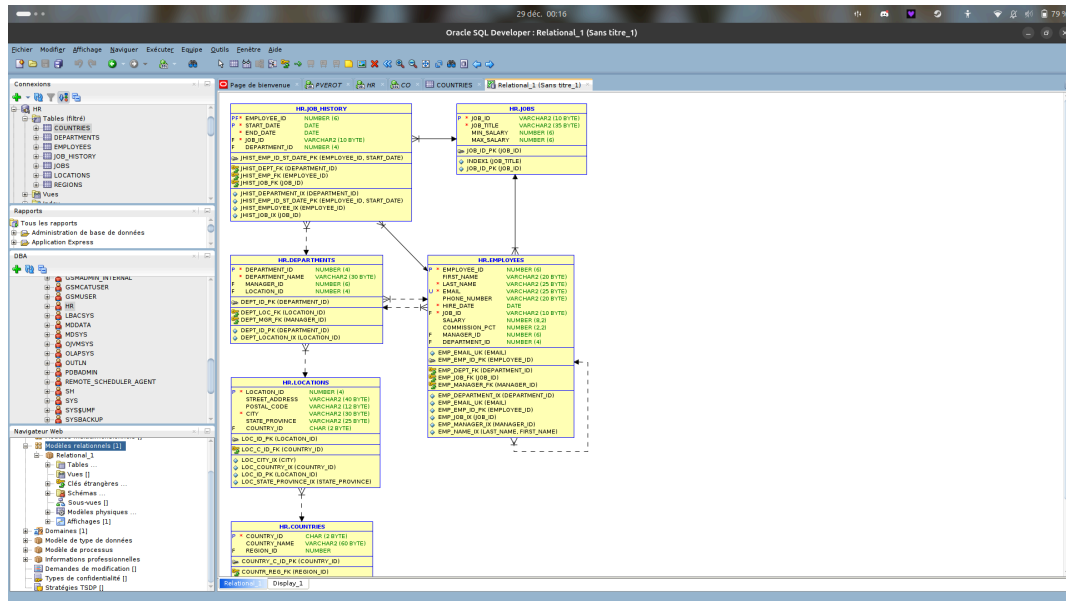 29 déc. 00:16
79 %
Oracle SQL Developer : Relational_1 (Sans titre_1)
Fichier Modifier Affichage Naviguer Exécuter Equipe Outils Fenêtre Aide
Connexions
HR
Tables (filtré)
COUNTRIES
DEPARTMENTS
EMPLOYEES
JOB_HISTORY
JOBS
LOCATIONS
REGIONS
Vues
Rapports
Tous les rapports
Administration de base de données
Application Express
DBA
GSMADMIN_INTERNAL
GSMCATUSER
GSMUSER
HR
LBACSYS
MDDATA
MDSYS
OJVMSYS
OLAPSYS
OUTLN
PDBADMIN
REMOTE_SCHEDULER_AGENT
SH
SYS
SYS$UMF
SYSBACKUP
Navigateur Web
Modèles relationnels [1]
Relational_1
Tables ...
Vues []
Clés étrangères ...
Schémas ...
Sous-vues []
Modèles physiques ...
Affichages [1]
Domaines [1]
Modèle de type de données
Modèle de processus
Informations professionnelles
Demandes de modification []
Types de confidentialité []
Stratégies TSDP []
Page de bienvenue PVEROT HR CO COUNTRIES Relational_1 (Sans titre_1)
HR.JOB_HISTORY
PF* EMPLOYEE_ID NUMBER (6)
P * START_DATE DATE
* END_DATE DATE
F * JOB_ID VARCHAR2 (10 BYTE)
F DEPARTMENT_ID NUMBER (4)
JHIST_EMP_ID_ST_DATE_PK (EMPLOYEE_ID, START_DATE)
JHIST_DEPT_FK (DEPARTMENT_ID)
JHIST_EMP_FK (EMPLOYEE_ID)
JHIST_JOB_FK (JOB_ID)
JHIST_DEPARTMENT_IX (DEPARTMENT_ID)
JHIST_EMP_ID_ST_DATE_PK (EMPLOYEE_ID, START_DATE)
JHIST_EMPLOYEE_IX (EMPLOYEE_ID)
JHIST_JOB_IX (JOB_ID)
HR.JOBS
P * JOB_ID VARCHAR2 (10 BYTE)
* JOB_TITLE VARCHAR2 (35 BYTE)
MIN_SALARY NUMBER (6)
MAX_SALARY NUMBER (6)
JOB_ID_PK (JOB_ID)
INDEX1 (JOB_TITLE)
JOB_ID_PK (JOB_ID)
HR.DEPARTMENTS
P * DEPARTMENT_ID NUMBER (4)
* DEPARTMENT_NAME VARCHAR2 (30 BYTE)
F MANAGER_ID NUMBER (6)
F LOCATION_ID NUMBER (4)
DEPT_ID_PK (DEPARTMENT_ID)
DEPT_LOC_FK (LOCATION_ID)
DEPT_MGR_FK (MANAGER_ID)
DEPT_ID_PK (DEPARTMENT_ID)
DEPT_LOCATION_IX (LOCATION_ID)
HR.EMPLOYEES
P * EMPLOYEE_ID NUMBER (6)
FIRST_NAME VARCHAR2 (20 BYTE)
* LAST_NAME VARCHAR2 (25 BYTE)
U * EMAIL VARCHAR2 (25 BYTE)
PHONE_NUMBER VARCHAR2 (20 BYTE)
* HIRE_DATE DATE
F * JOB_ID VARCHAR2 (10 BYTE)
SALARY NUMBER (8,2)
COMMISSION_PCT NUMBER (2,2)
F MANAGER_ID NUMBER (6)
F DEPARTMENT_ID NUMBER (4)
EMP_EMAIL_UK (EMAIL)
EMP_EMP_ID_PK (EMPLOYEE_ID)
EMP_DEPT_FK (DEPARTMENT_ID)
EMP_JOB_FK (JOB_ID)
EMP_MANAGER_FK (MANAGER_ID)
EMP_DEPARTMENT_IX (DEPARTMENT_ID)
EMP_EMAIL_UK (EMAIL)
EMP_EMP_ID_PK (EMPLOYEE_ID)
EMP_JOB_IX (JOB_ID)
EMP_MANAGER_IX (MANAGER_ID)
EMP_NAME_IX (LAST_NAME, FIRST_NAME)
HR.LOCATIONS
P * LOCATION_ID NUMBER (4)
STREET_ADDRESS VARCHAR2 (40 BYTE)
POSTAL_CODE VARCHAR2 (12 BYTE)
* CITY VARCHAR2 (30 BYTE)
STATE_PROVINCE VARCHAR2 (25 BYTE)
F COUNTRY_ID CHAR (2 BYTE)
LOC_ID_PK (LOCATION_ID)
LOC_C_ID_FK (COUNTRY_ID)
LOC_CITY_IX (CITY)
LOC_COUNTRY_IX (COUNTRY_ID)
LOC_ID_PK (LOCATION_ID)
LOC_STATE_PROVINCE_IX (STATE_PROVINCE)
HR.COUNTRIES
P * COUNTRY_ID CHAR (2 BYTE)
COUNTRY_NAME VARCHAR2 (60 BYTE)
F REGION_ID NUMBER
COUNTRY_C_ID_PK (COUNTRY_ID)
COUNTR_REG_FK (REGION_ID)
Relational_1 Display_1